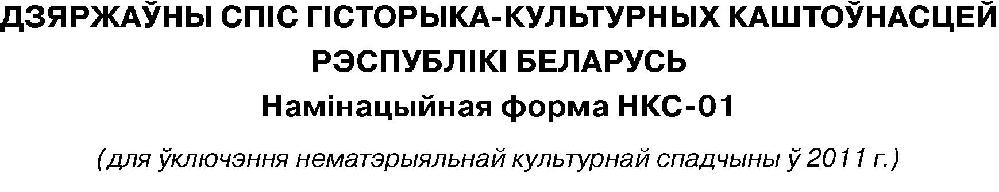 ДЗЯРЖАЎНЫ СПІС ГІСТОРЫКА-КУЛЬТУРНЫХ КАШТОЎНАСЦЕЙ
РЭСПУБЛІКІ БЕЛАРУСЬ
Намінацыйная форма НКС-01
(для ўключэння нематэрыяльнай культурнай спадчыны ў 2011 г.)